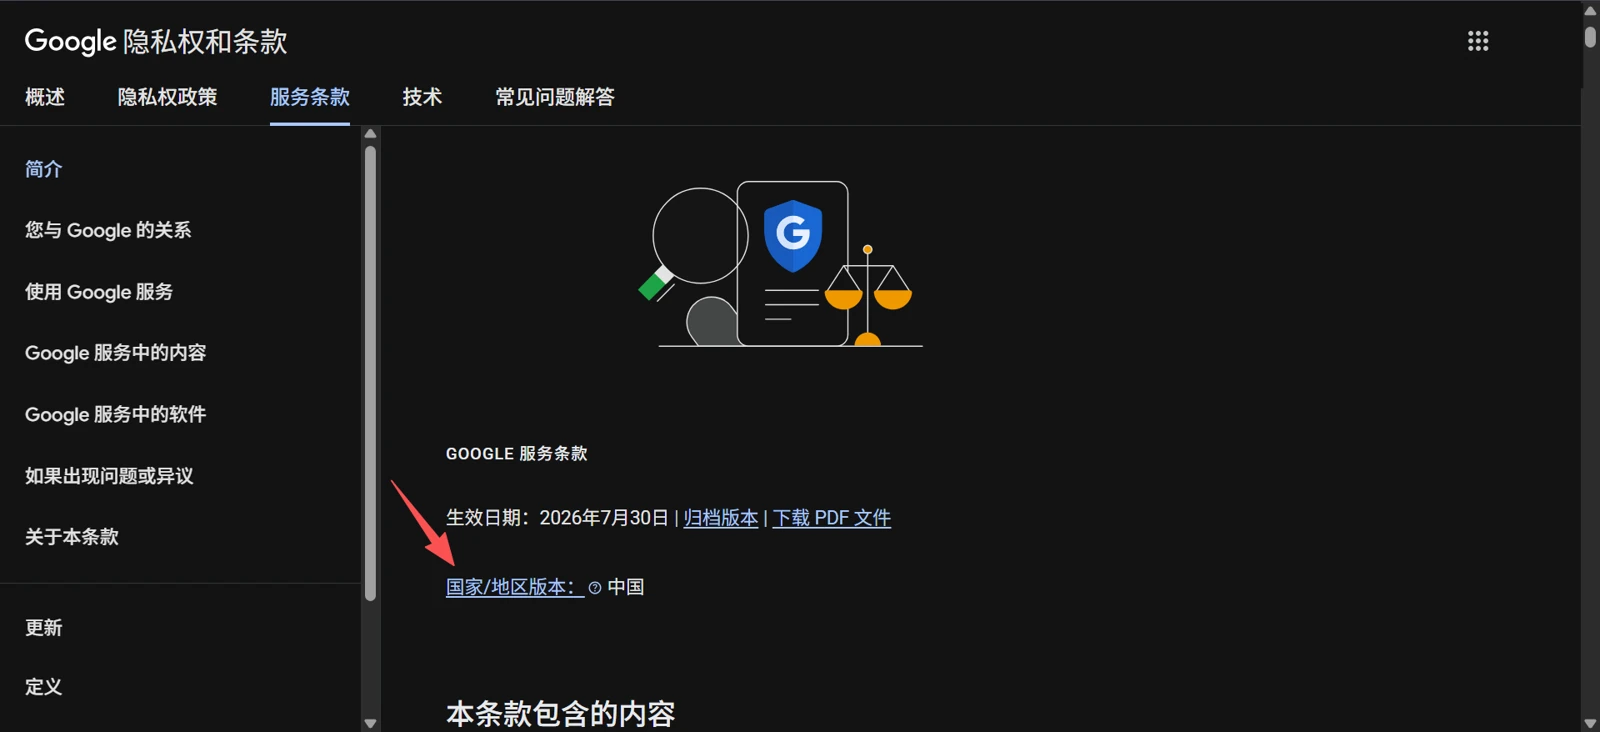 Google 隐私权和条款
概述 隐私权政策 服务条款 技术 常见问题解答
简介
您与 Google 的关系
使用 Google 服务
Google 服务中的内容
Google 服务中的软件
如果出现问题或异议
关于本条款
更新
定义
G
GOOGLE 服务条款
生效日期：2026年7月30日 | 归档版本 | 下载 PDF 文件
国家/地区版本： ? 中国
本条款包含的内容